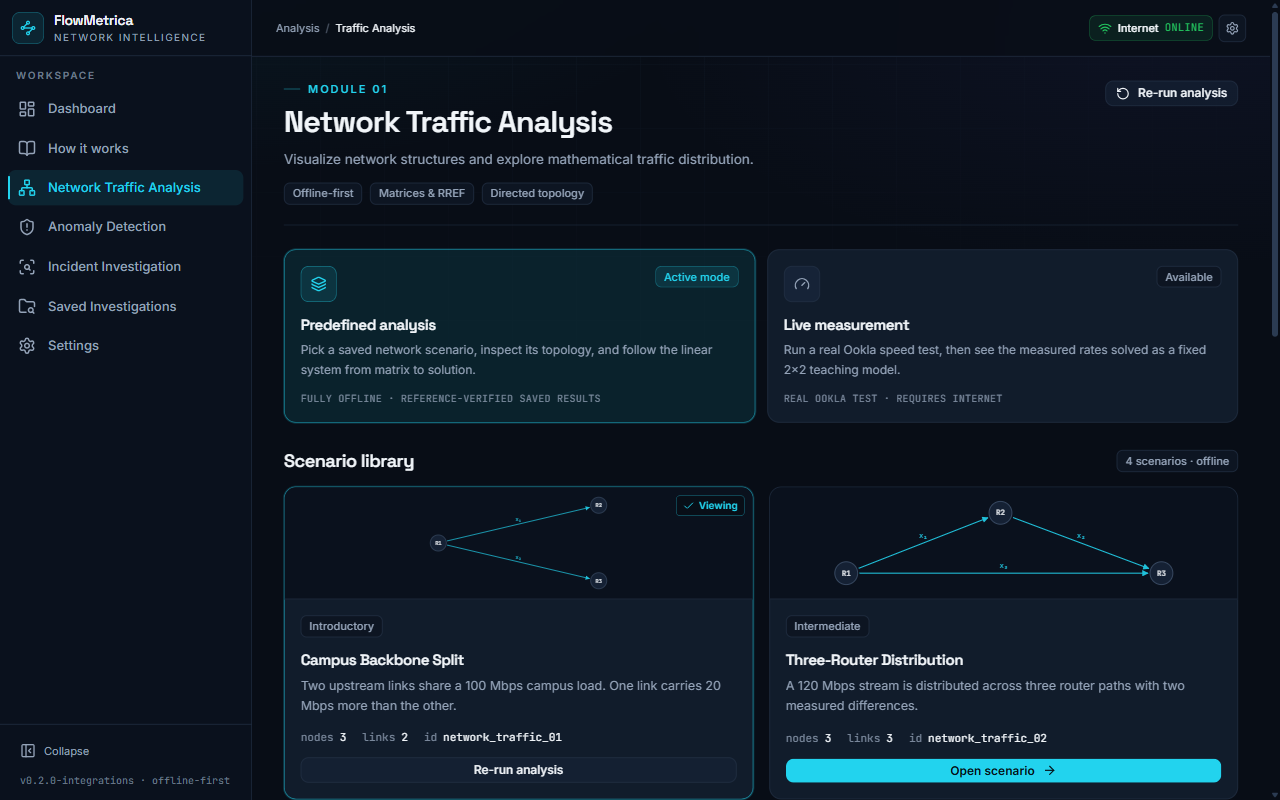 FlowMetrica
NETWORK INTELLIGENCE
WORKSPACE
Dashboard
How it works
Network Traffic Analysis
Anomaly Detection
Incident Investigation
Saved Investigations
Settings
Collapse
v0.2.0-integrations · offline-first
Analysis / Traffic Analysis
Internet ONLINE
MODULE 01
Re-run analysis
Network Traffic Analysis
Visualize network structures and explore mathematical traffic distribution.
Offline-first
Matrices & RREF
Directed topology
Active mode
Predefined analysis
Pick a saved network scenario, inspect its topology, and follow the linear
system from matrix to solution.
FULLY OFFLINE · REFERENCE-VERIFIED SAVED RESULTS
Available
Live measurement
Run a real Ookla speed test, then see the measured rates solved as a fixed
2×2 teaching model.
REAL OOKLA TEST · REQUIRES INTERNET
Scenario library
4 scenarios · offline
Viewing
R1
R2
R3
x₁
x₂
Introductory
Campus Backbone Split
Two upstream links share a 100 Mbps campus load. One link carries 20
Mbps more than the other.
nodes 3 links 2 id network_traffic_01
Re-run analysis
R2
x₁
x₂
x₃
R1
R3
Intermediate
Three-Router Distribution
A 120 Mbps stream is distributed across three router paths with two
measured differences.
nodes 3 links 3 id network_traffic_02
Open scenario →